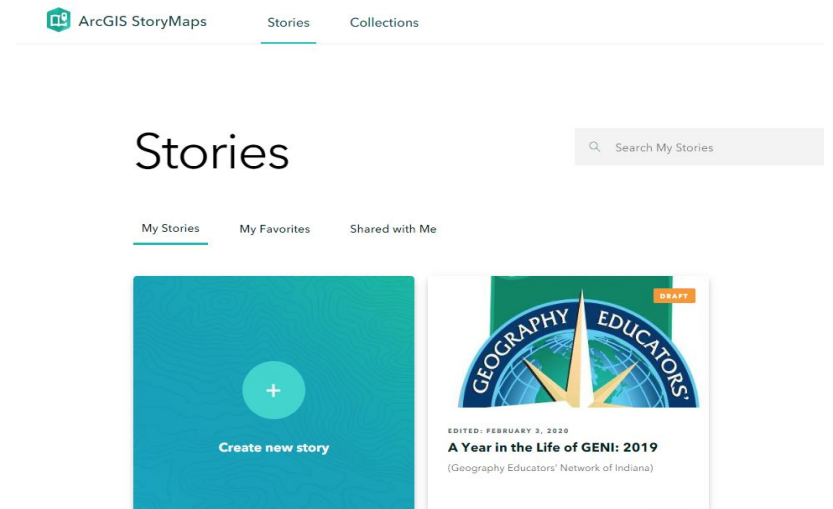 ArcGIS StoryMaps Stories Collections
Stories
Search My Stories
My Stories My Favorites Shared with Me
+
Create new story
DRAFT
GEOGRAPHY EDUCATORS'
EDITED: FEBRUARY 3, 2020
A Year in the Life of GENI: 2019
(Geography Educators' Network of Indiana)